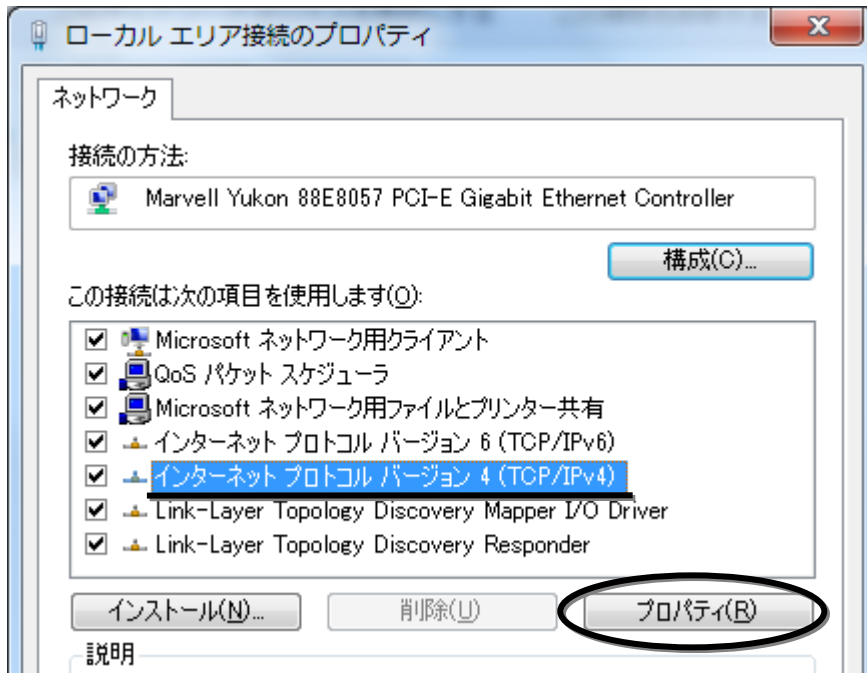 ローカル エリア接続のプロパティ
ネットワーク
接続の方法:
Marvell Yukon 88E8057 PCI-E Gigabit Ethernet Controller
構成(C)...
この接続は次の項目を使用します(O):
Microsoft ネットワーク用クライアント
QoS パケット スケジューラ
Microsoft ネットワーク用ファイルとプリンター共有
インターネット プロトコル バージョン 6 (TCP/IPv6)
インターネット プロトコル バージョン 4 (TCP/IPv4)
Link-Layer Topology Discovery Mapper I/O Driver
Link-Layer Topology Discovery Responder
インストール(N)... 削除(U) プロパティ(R)
説明